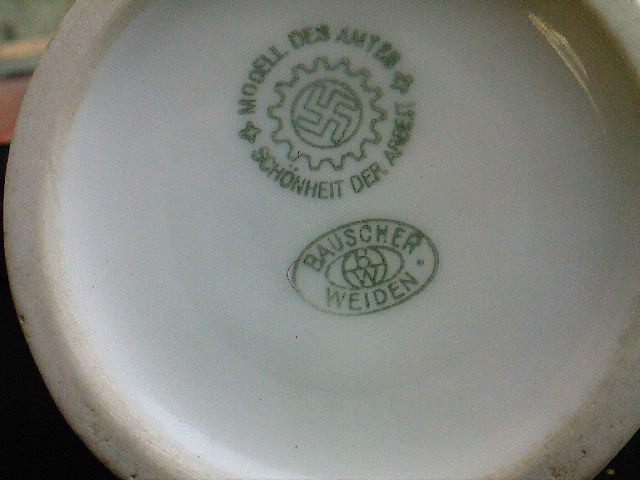 MODELL DES AMTES
SCHÖNHEIT DER ARBEIT
BAUSCHER
B
W
WEIDEN